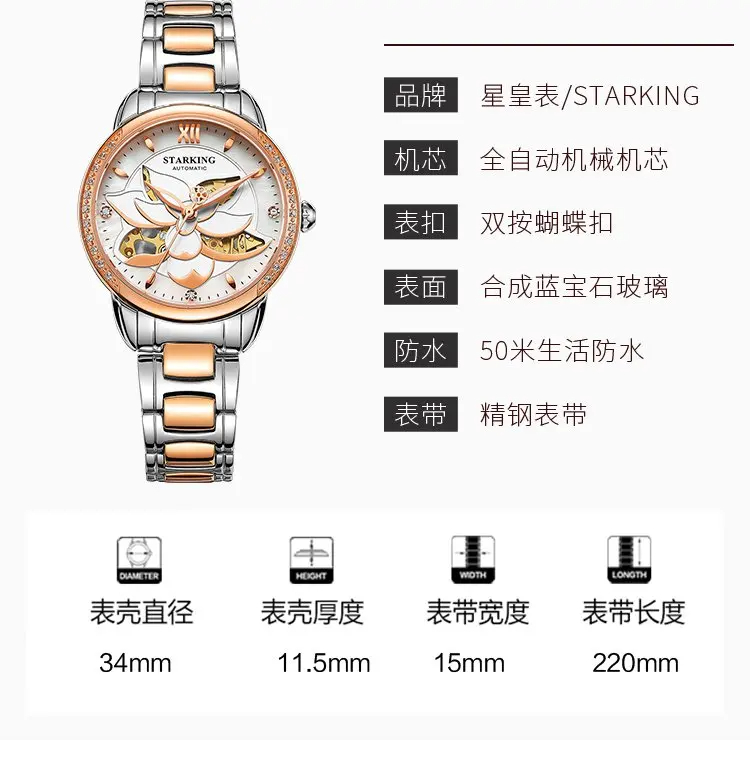 XII
STARKING
AUTOMATIC
品牌 星皇表/STARKING
机芯 全自动机械机芯
表扣 双按蝴蝶扣
表面 合成蓝宝石玻璃
防水 50米生活防水
表带 精钢表带
DIAMETER HEIGHT WIDTH LONGTH
表壳直径 表壳厚度 表带宽度 表带长度
34mm 11.5mm 15mm 220mm